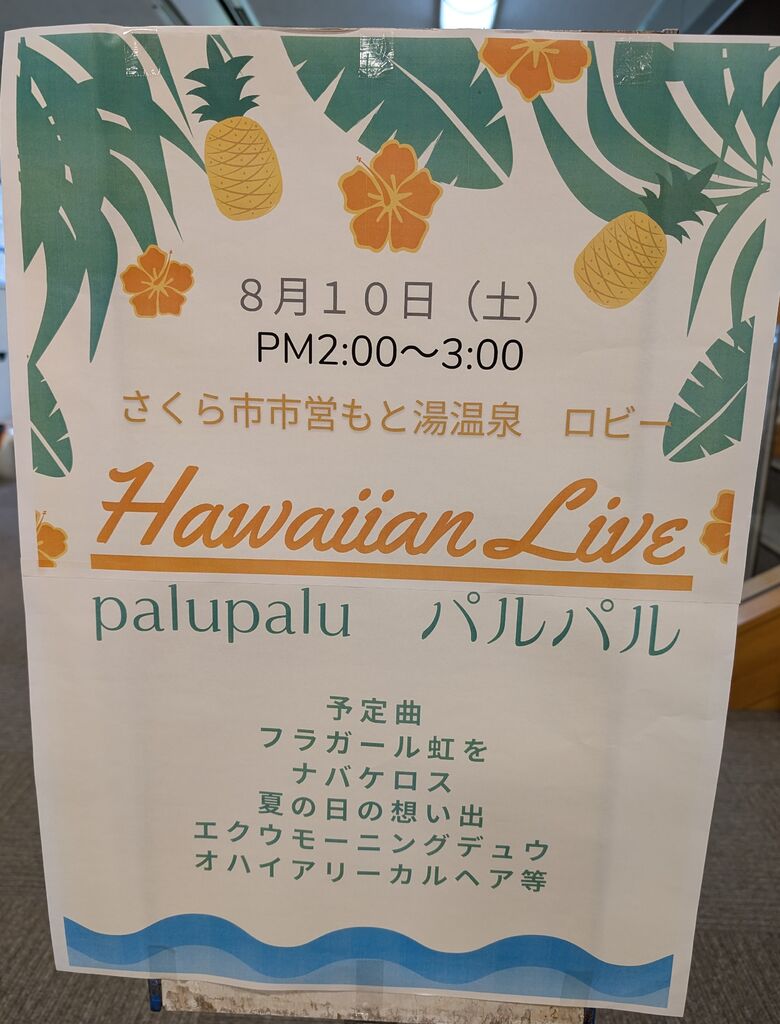 ８月１０日（土）
PM2:00～3:00
さくら市市営もと湯温泉　ロビー
Hawaiian Live
palupalu　パルパル
予定曲
フラガール虹を
ナバケロス
夏の日の想い出
エクウモーニングデュウ
オハイアリーカルヘア等